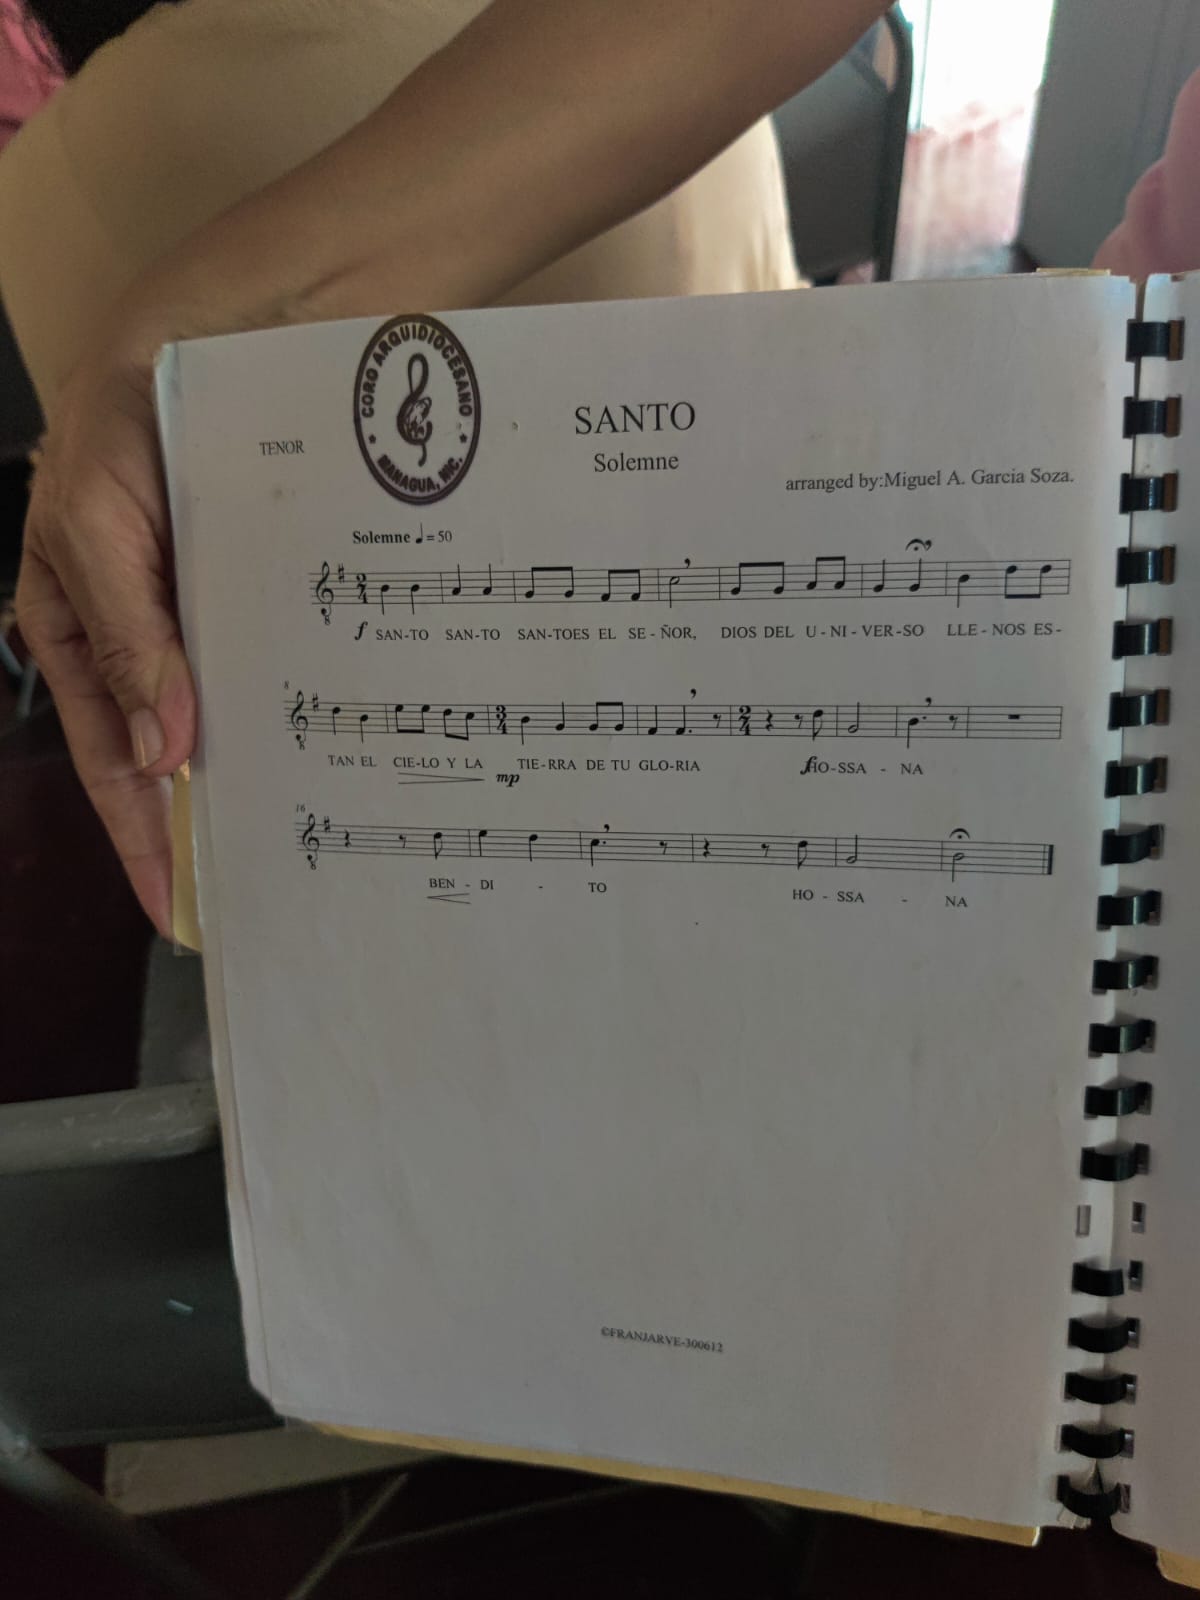 CORO ARQUIDIOCESANO
MANAGUA, NIC.
TENOR
SANTO
Solemne
arranged by:Miguel A. Garcia Soza.
Solemne ♩= 50
2 4
8
f SAN-TO SAN-TO SAN-TOES EL SE - ÑOR, DIOS DEL U - NI - VER-SO LLE - NOS ES-
8
3 4 2 4
8
TAN EL CIE-LO Y LA TIE-RRA DE TU GLO-RIA HO-SSA - NA
mp f
16
8
BEN - DI - TO HO - SSA - NA
©FRANJARVE-300612